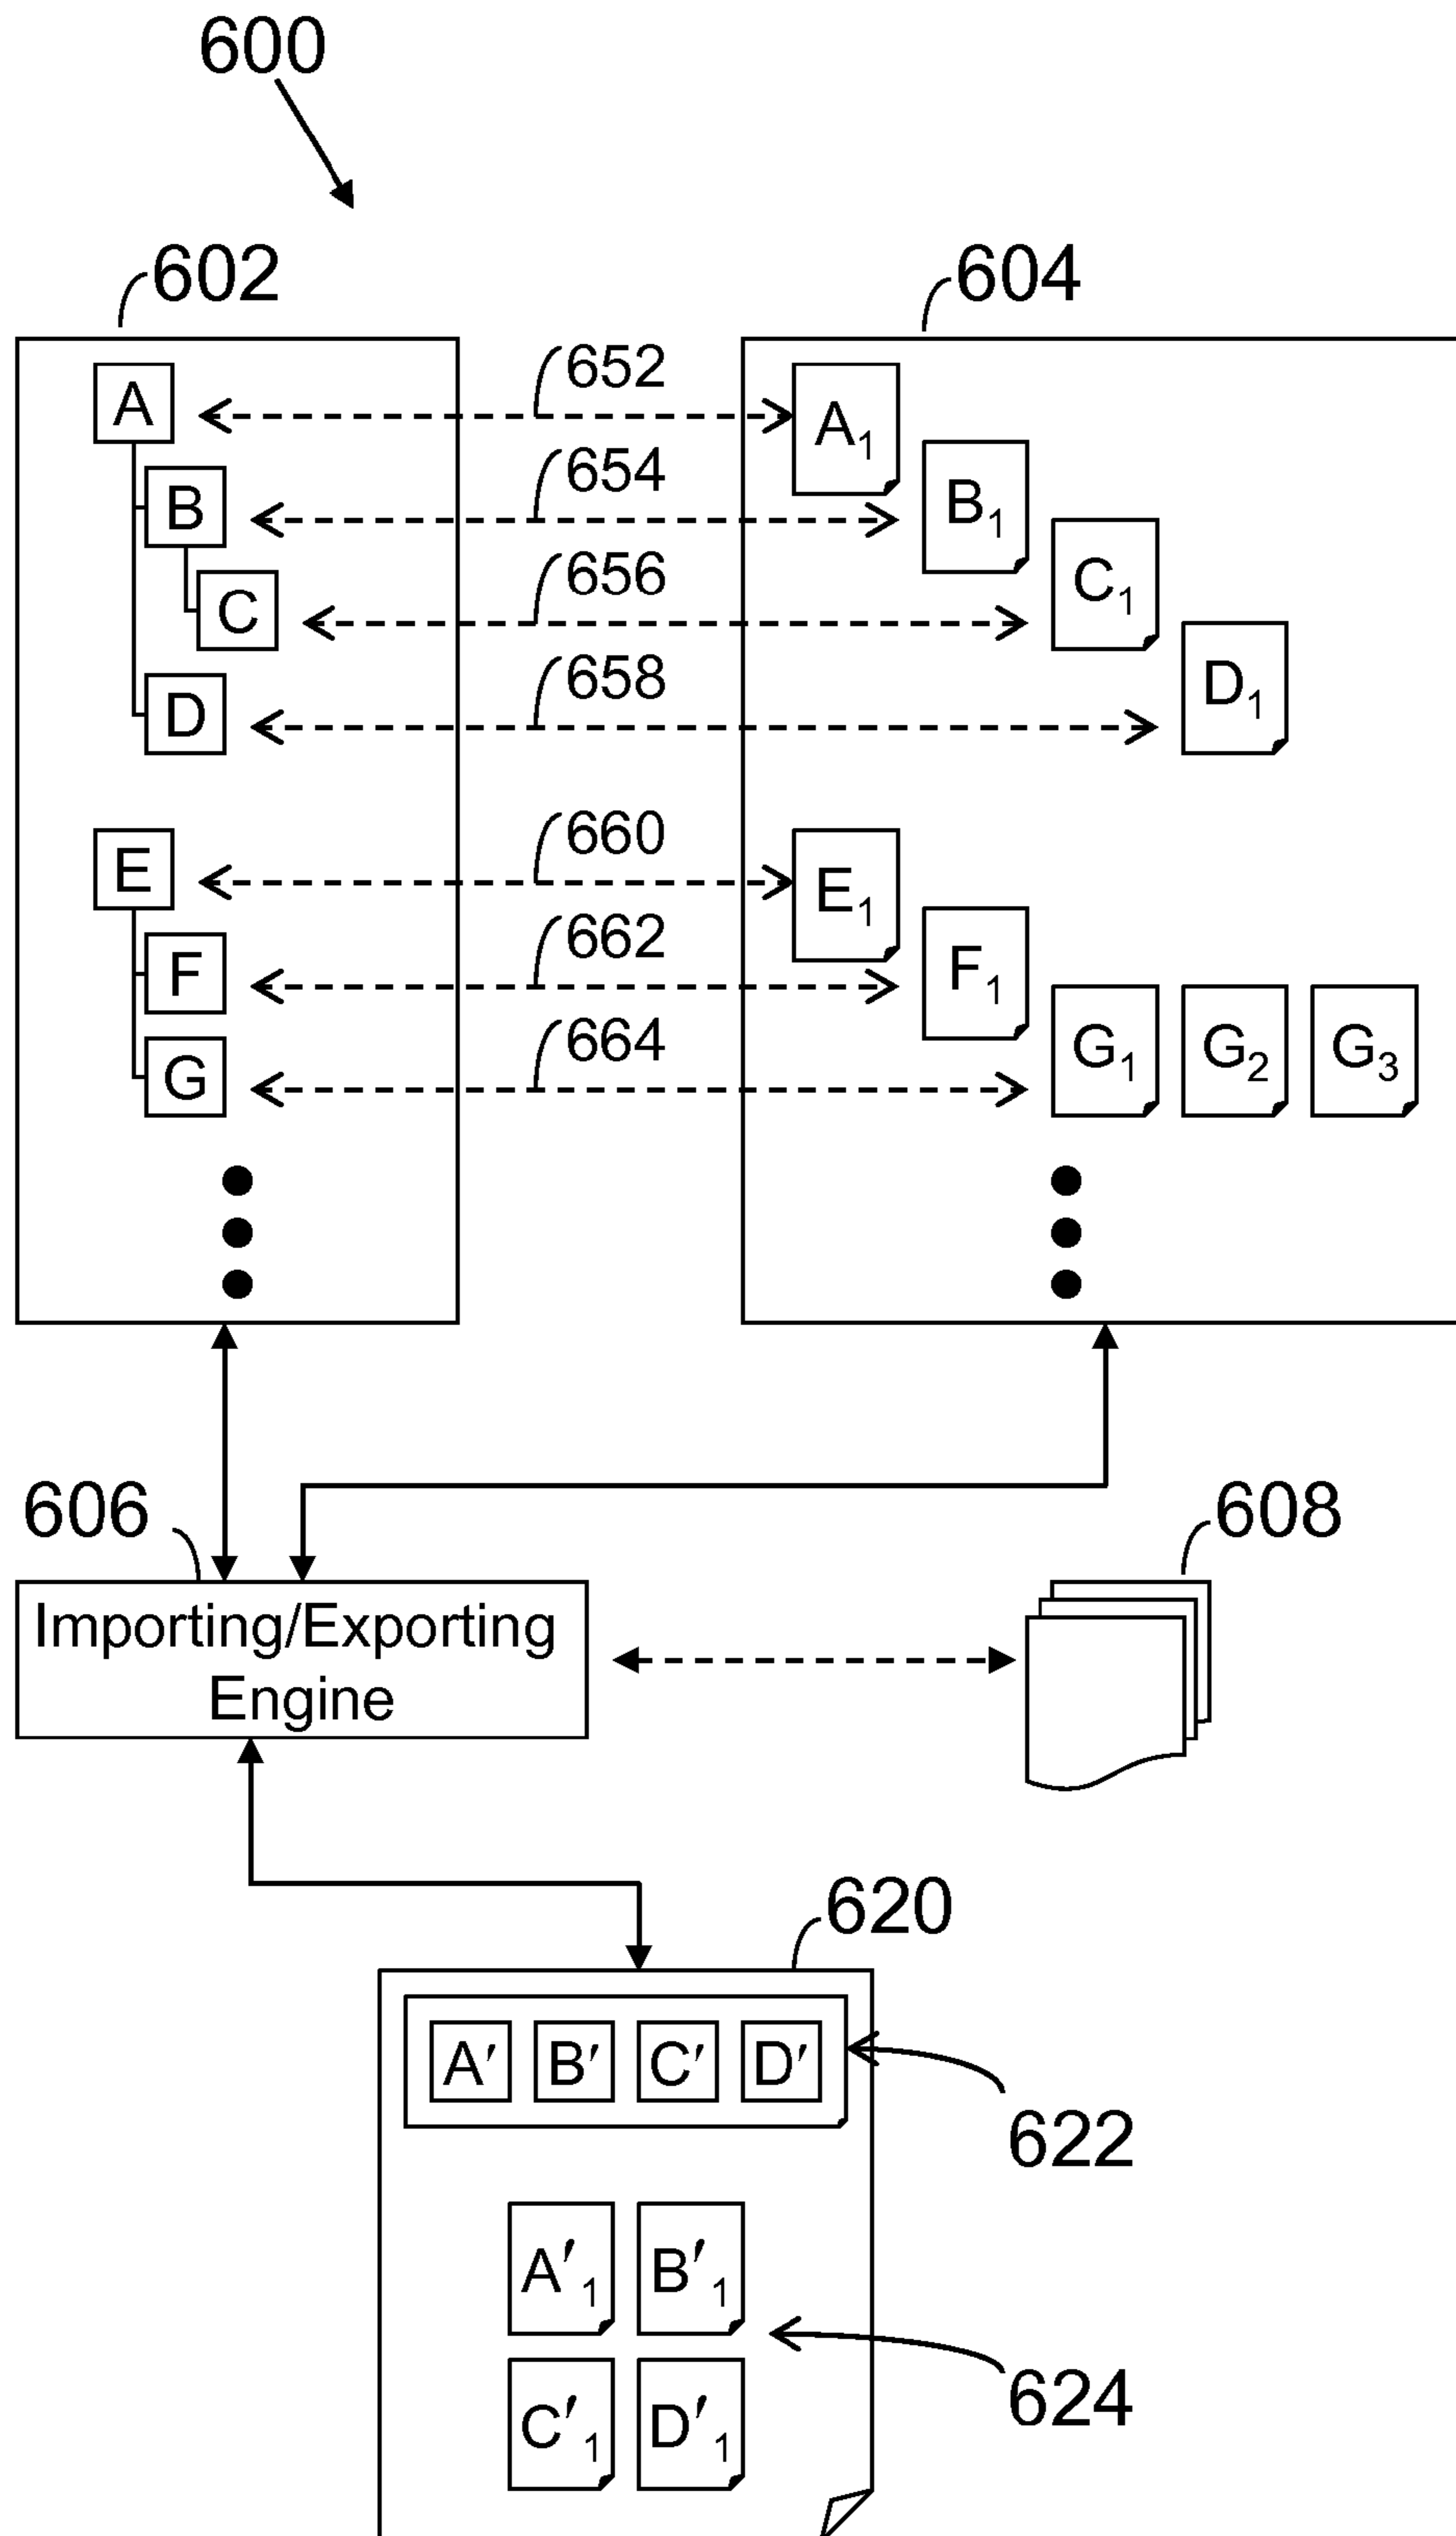 600
602
604
652
A
A1
654
B
B1
656
C
C1
658
D
D1
660
E
E1
662
F
F1
664
G
G1 G2 G3
606
608
Importing/Exporting
Engine
620
A′ B′ C′ D′
622
A′1 B′1
624
C′1 D′1